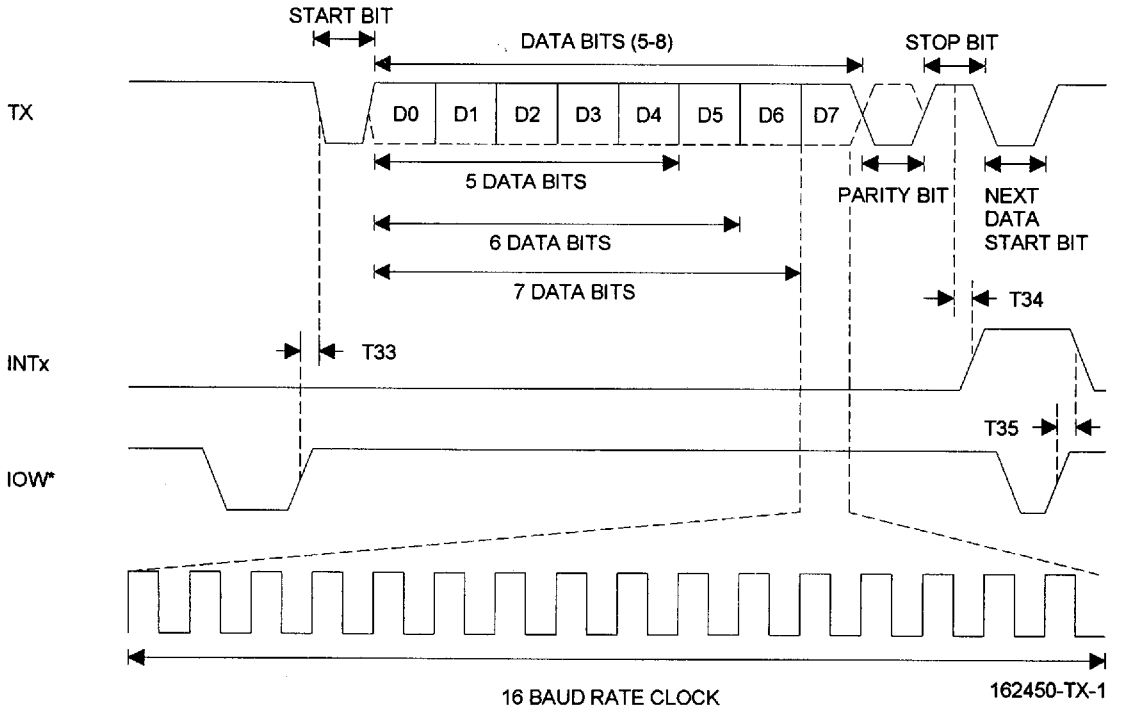 START BIT
DATA BITS (5-8)
STOP BIT
TX
D0 D1 D2 D3 D4 D5 D6 D7
5 DATA BITS
PARITY BIT
NEXT
DATA
START BIT
6 DATA BITS
7 DATA BITS
T34
T33
INTx
T35
IOW*
16 BAUD RATE CLOCK
162450-TX-1